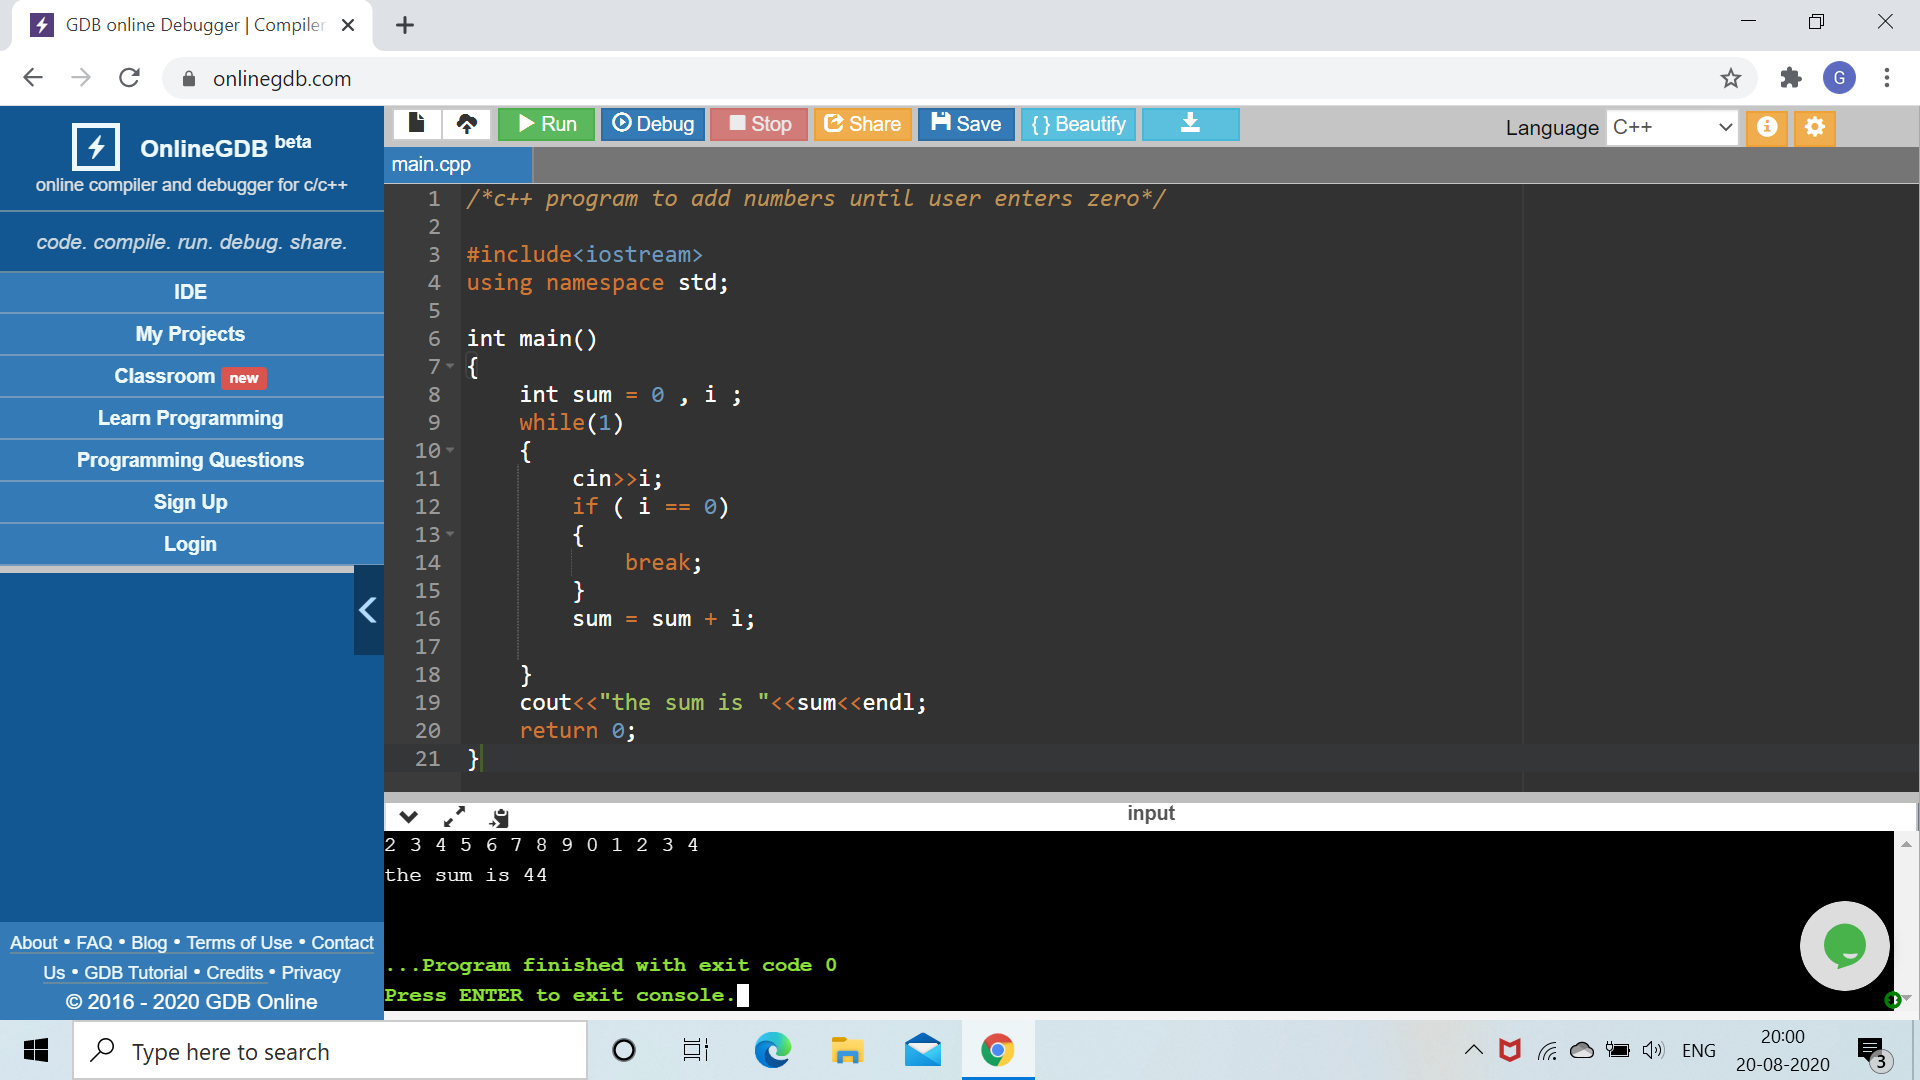 GDB online Debugger | Compiler
onlinegdb.com
G
OnlineGDB beta
online compiler and debugger for c/c++
code. compile. run. debug. share.
IDE
My Projects
Classroom new
Learn Programming
Programming Questions
Sign Up
Login
About • FAQ • Blog • Terms of Use • Contact
Us • GDB Tutorial • Credits • Privacy
© 2016 - 2020 GDB Online
Run Debug Stop Share Save { } Beautify
Language C++
main.cpp
1 /*c++ program to add numbers until user enters zero*/
2
3 #include<iostream>
4 using namespace std;
5
6 int main()
7 {
8     int sum = 0 , i ;
9     while(1)
10     {
11         cin>>i;
12         if ( i == 0)
13         {
14             break;
15         }
16         sum = sum + i;
17
18     }
19     cout<<"the sum is "<<sum<<endl;
20     return 0;
21 }
input
2 3 4 5 6 7 8 9 0 1 2 3 4
the sum is 44
...Program finished with exit code 0
Press ENTER to exit console.
Type here to search
ENG
20:00
20-08-2020
3